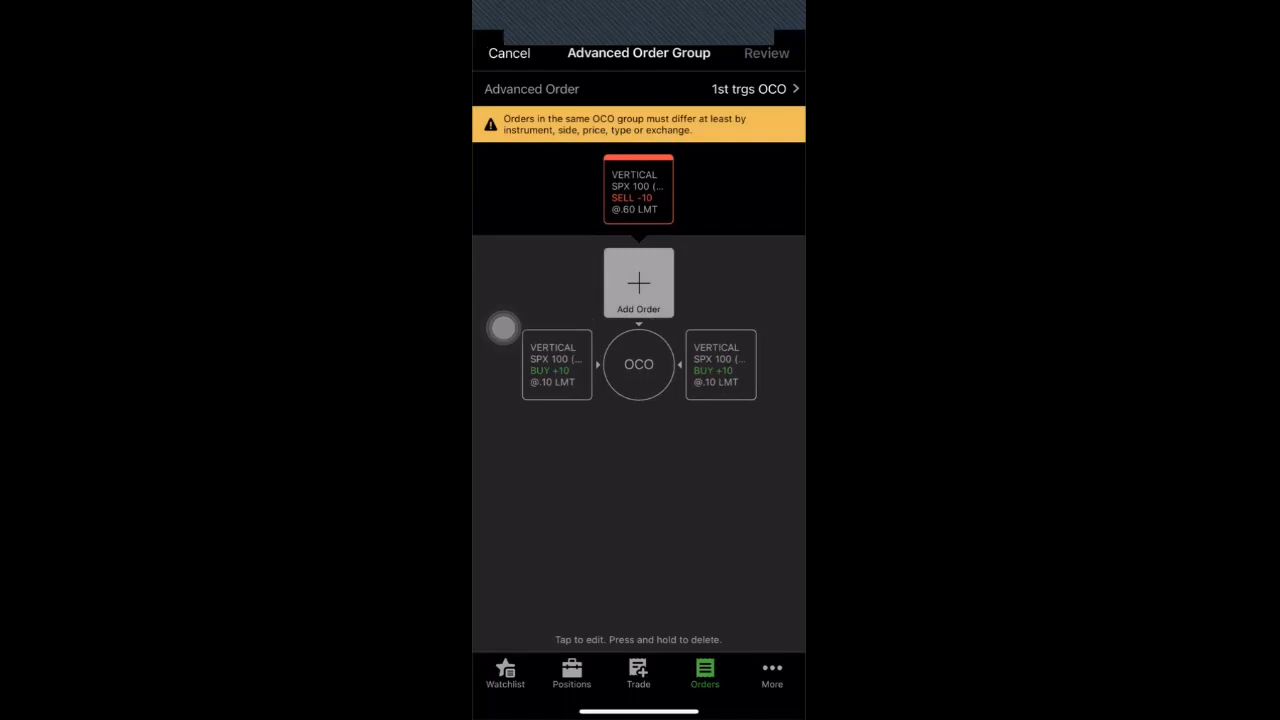 Cancel
Advanced Order Group
Review
Advanced Order
1st trgs OCO
Orders in the same OCO group must differ at least by
instrument, side, price, type or exchange.
VERTICAL
SPX 100 (...
SELL -10
@.60 LMT
Add Order
VERTICAL
SPX 100 (...
BUY +10
@.10 LMT
OCO
VERTICAL
SPX 100 (...
BUY +10
@.10 LMT
Tap to edit. Press and hold to delete.
Watchlist
Positions
Trade
Orders
More